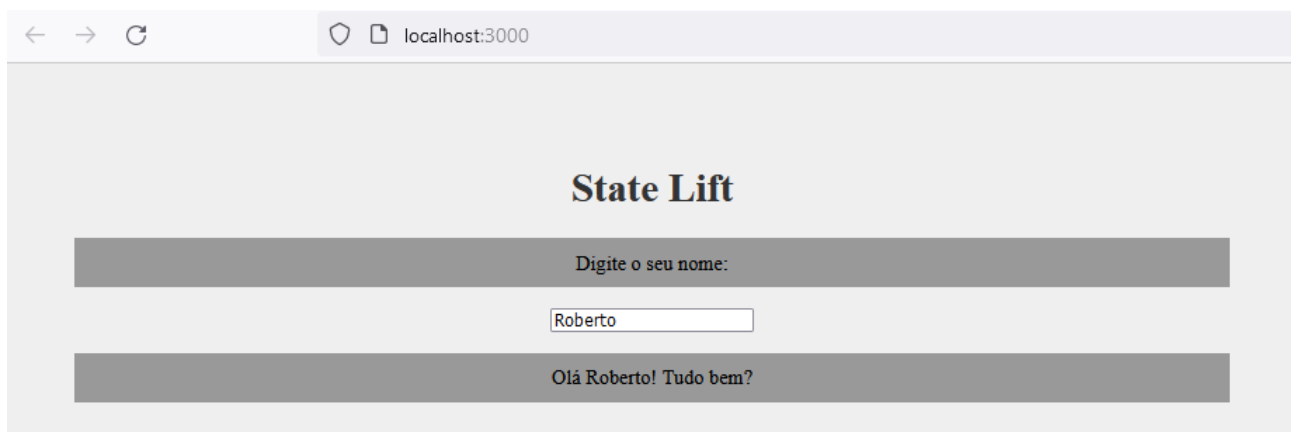 localhost:3000
State Lift
Digite o seu nome:
Roberto
Olá Roberto! Tudo bem?